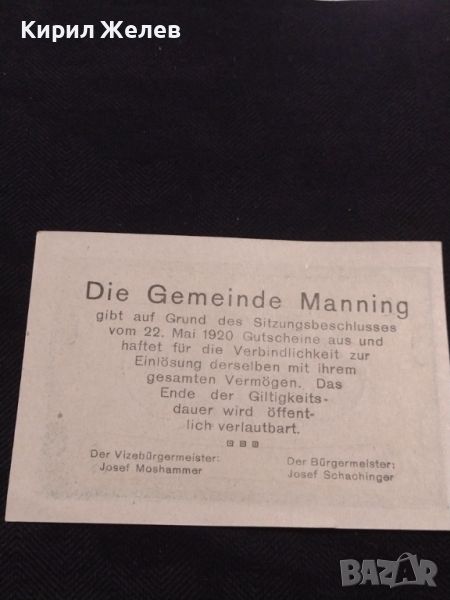 Кирил Желев
Die Gemeinde Manning
gibt auf Grund des Sitzungsbeschlusses
vom 22. Mai 1920 Gutscheine aus und
haftet für die Verbindlichkeit zur
Einlösung derselben mit ihrem
gesamten Vermögen. Das
Ende der Giltigkeits-
dauer wird öffent-
lich verlautbart.
Der Vizebürgermeister:
Josef Moshammer
Der Bürgermeister:
Josef Schachinger
BAZAR